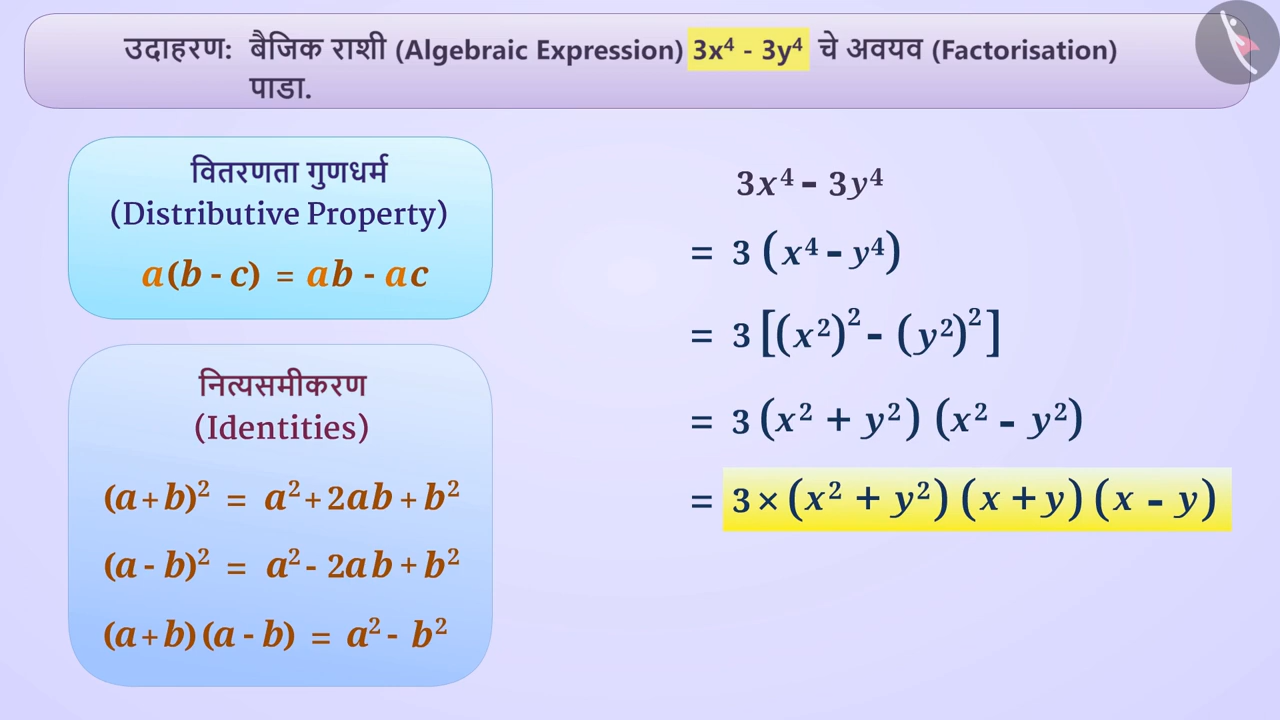 उदाहरण: बैजिक राशी (Algebraic Expression) 3x⁴ - 3y⁴ चे अवयव (Factorisation)
पाडा.
वितरणता गुणधर्म
(Distributive Property)
a(b - c) = ab - ac
नित्यसमीकरण
(Identities)
(a+b)² = a²+2ab+b²
(a-b)² = a²-2ab+b²
(a+b)(a-b) = a²-b²
3x⁴ - 3y⁴
= 3 (x⁴ - y⁴)
= 3 [(x²)² - (y²)²]
= 3 (x² + y²) (x² - y²)
= 3 × (x² + y²) (x + y) (x - y)